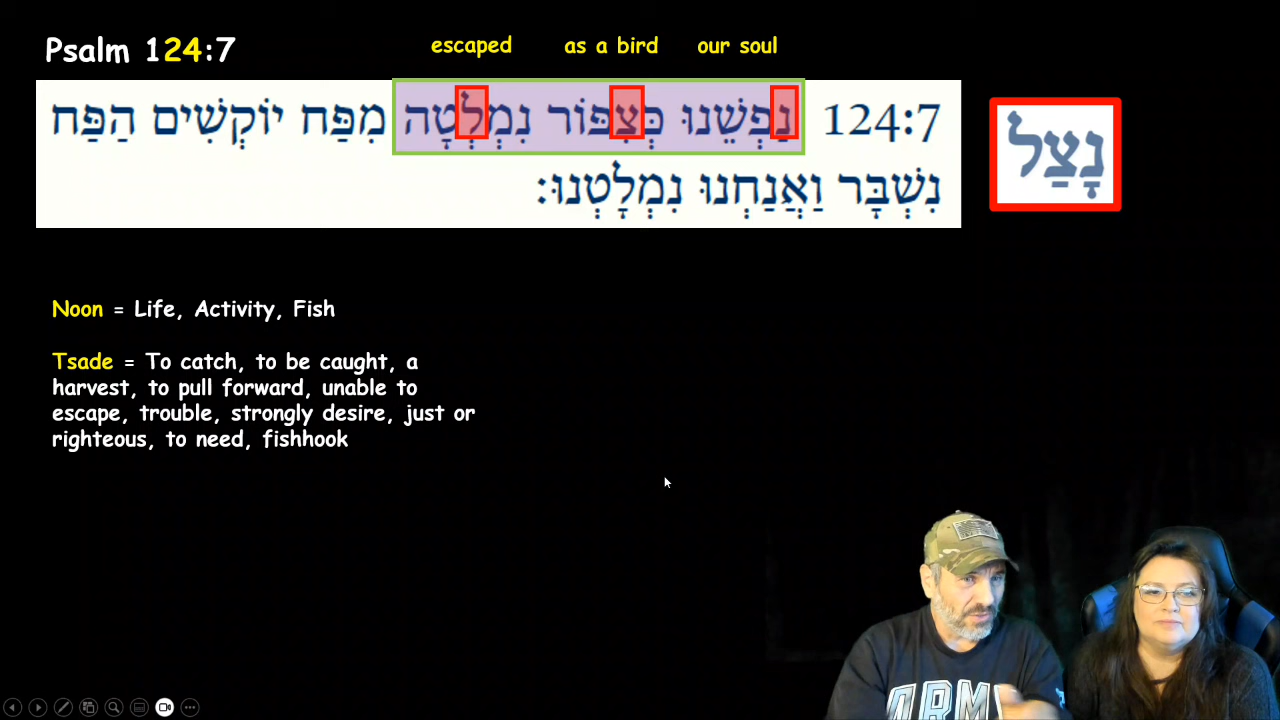 Psalm 124:7
escaped as a bird our soul
124:7 נַפְשֵׁנוּ כְּצִפּוֹר נִמְלְטָה מִפַּח יוֹקְשִׁים הַפַּח
נִשְׁבָּר וַאֲנַחְנוּ נִמְלָטְנוּ:
נָצַל
Noon = Life, Activity, Fish
Tsade = To catch, to be caught, a
harvest, to pull forward, unable to
escape, trouble, strongly desire, just or
righteous, to need, fishhook
ARMY